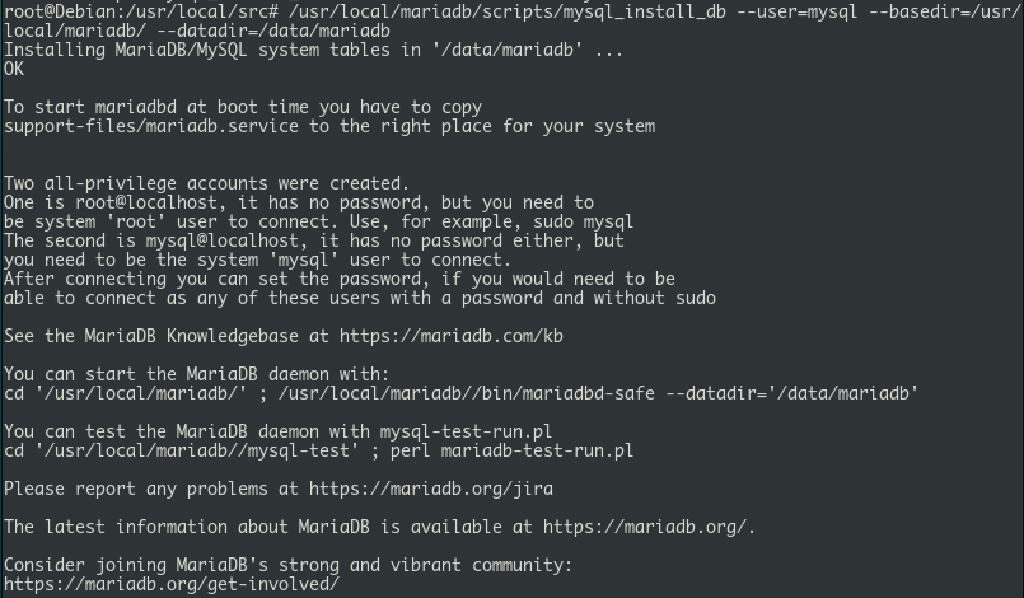 root@Debian:/usr/local/src# /usr/local/mariadb/scripts/mysql_install_db --user=mysql --basedir=/usr/
local/mariadb/ --datadir=/data/mariadb
Installing MariaDB/MySQL system tables in '/data/mariadb' ...
OK
To start mariadbd at boot time you have to copy
support-files/mariadb.service to the right place for your system
Two all-privilege accounts were created.
One is root@localhost, it has no password, but you need to
be system 'root' user to connect. Use, for example, sudo mysql
The second is mysql@localhost, it has no password either, but
you need to be the system 'mysql' user to connect.
After connecting you can set the password, if you would need to be
able to connect as any of these users with a password and without sudo
See the MariaDB Knowledgebase at https://mariadb.com/kb
You can start the MariaDB daemon with:
cd '/usr/local/mariadb/' ; /usr/local/mariadb//bin/mariadbd-safe --datadir='/data/mariadb'
You can test the MariaDB daemon with mysql-test-run.pl
cd '/usr/local/mariadb//mysql-test' ; perl mariadb-test-run.pl
Please report any problems at https://mariadb.org/jira
The latest information about MariaDB is available at https://mariadb.org/.
Consider joining MariaDB's strong and vibrant community:
https://mariadb.org/get-involved/